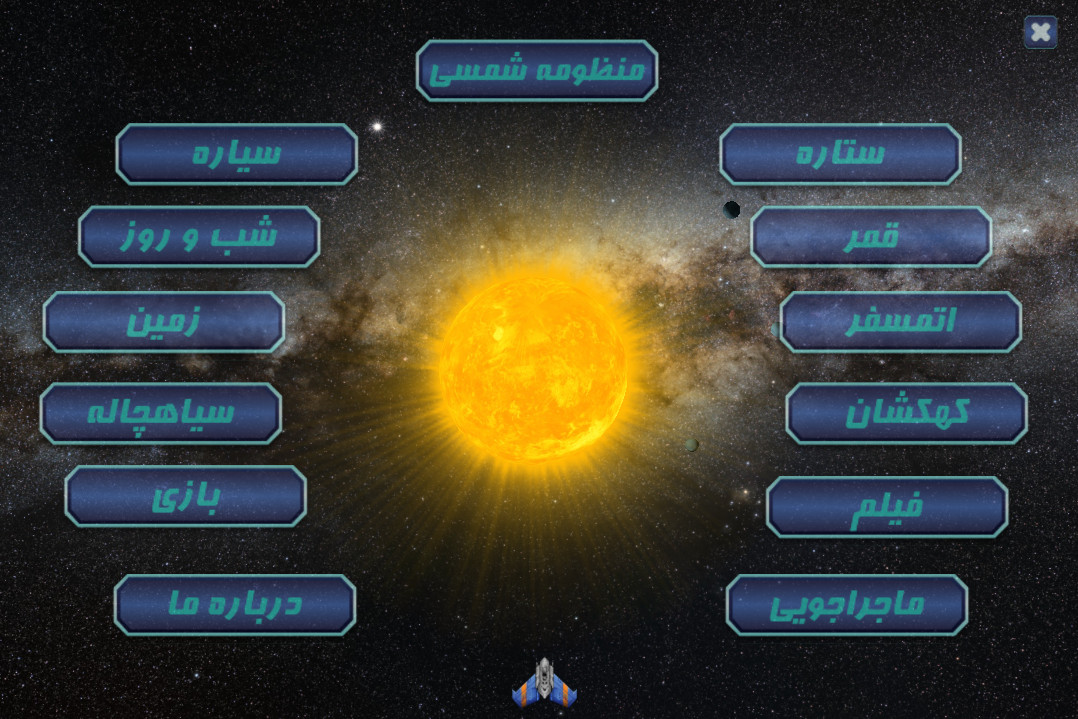 منظومه شمسی
ستاره
سیاره
قمر
شب و روز
اتمسفر
زمین
کهکشان
سیاهچاله
فیلم
بازی
ماجراجویی
درباره ما